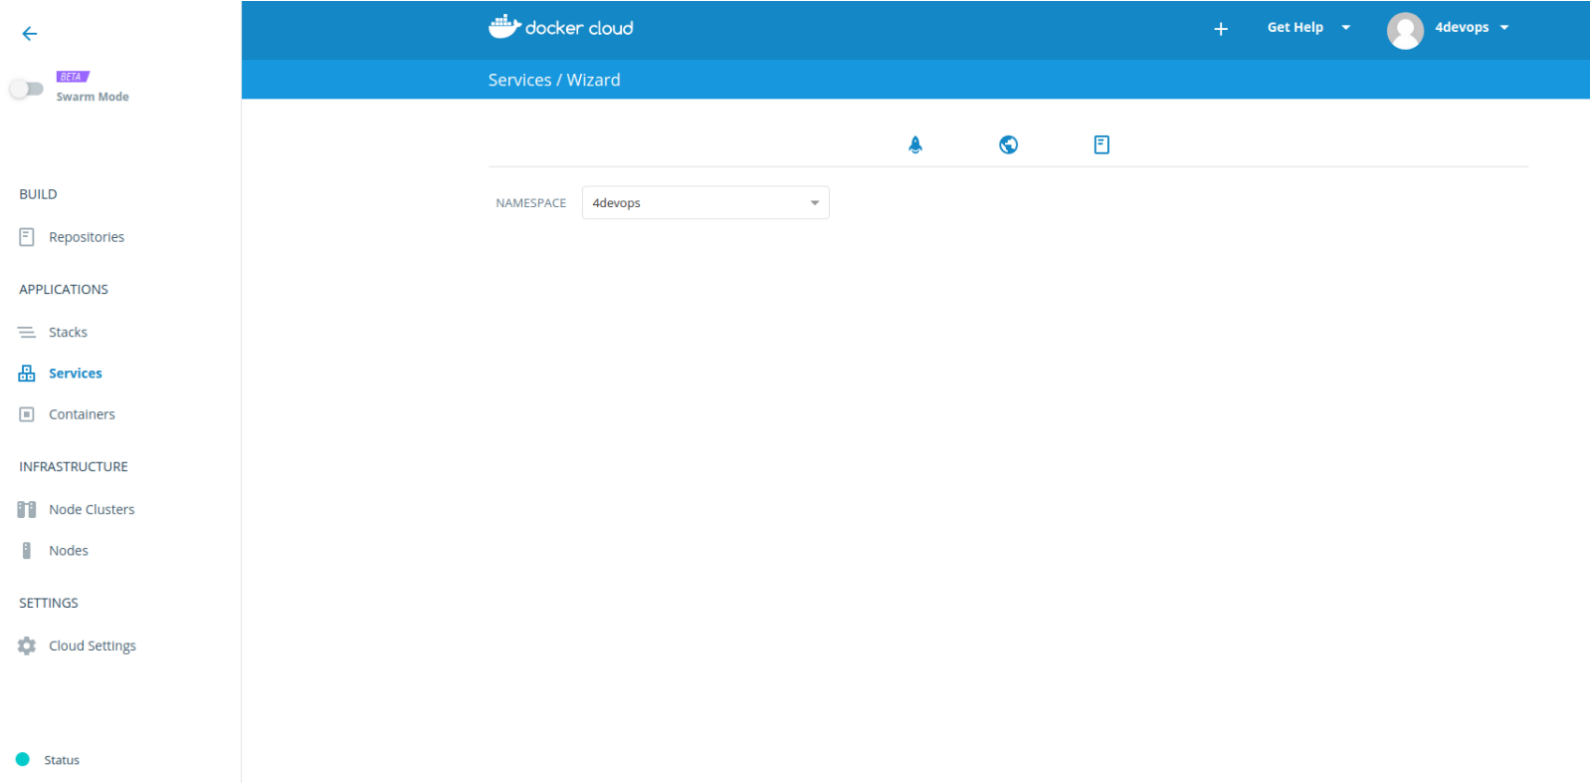 BETA
Swarm Mode
BUILD
Repositories
APPLICATIONS
Stacks
Services
Containers
INFRASTRUCTURE
Node Clusters
Nodes
SETTINGS
Cloud Settings
Status
docker cloud
+ Get Help 4devops
Services / Wizard
NAMESPACE 4devops